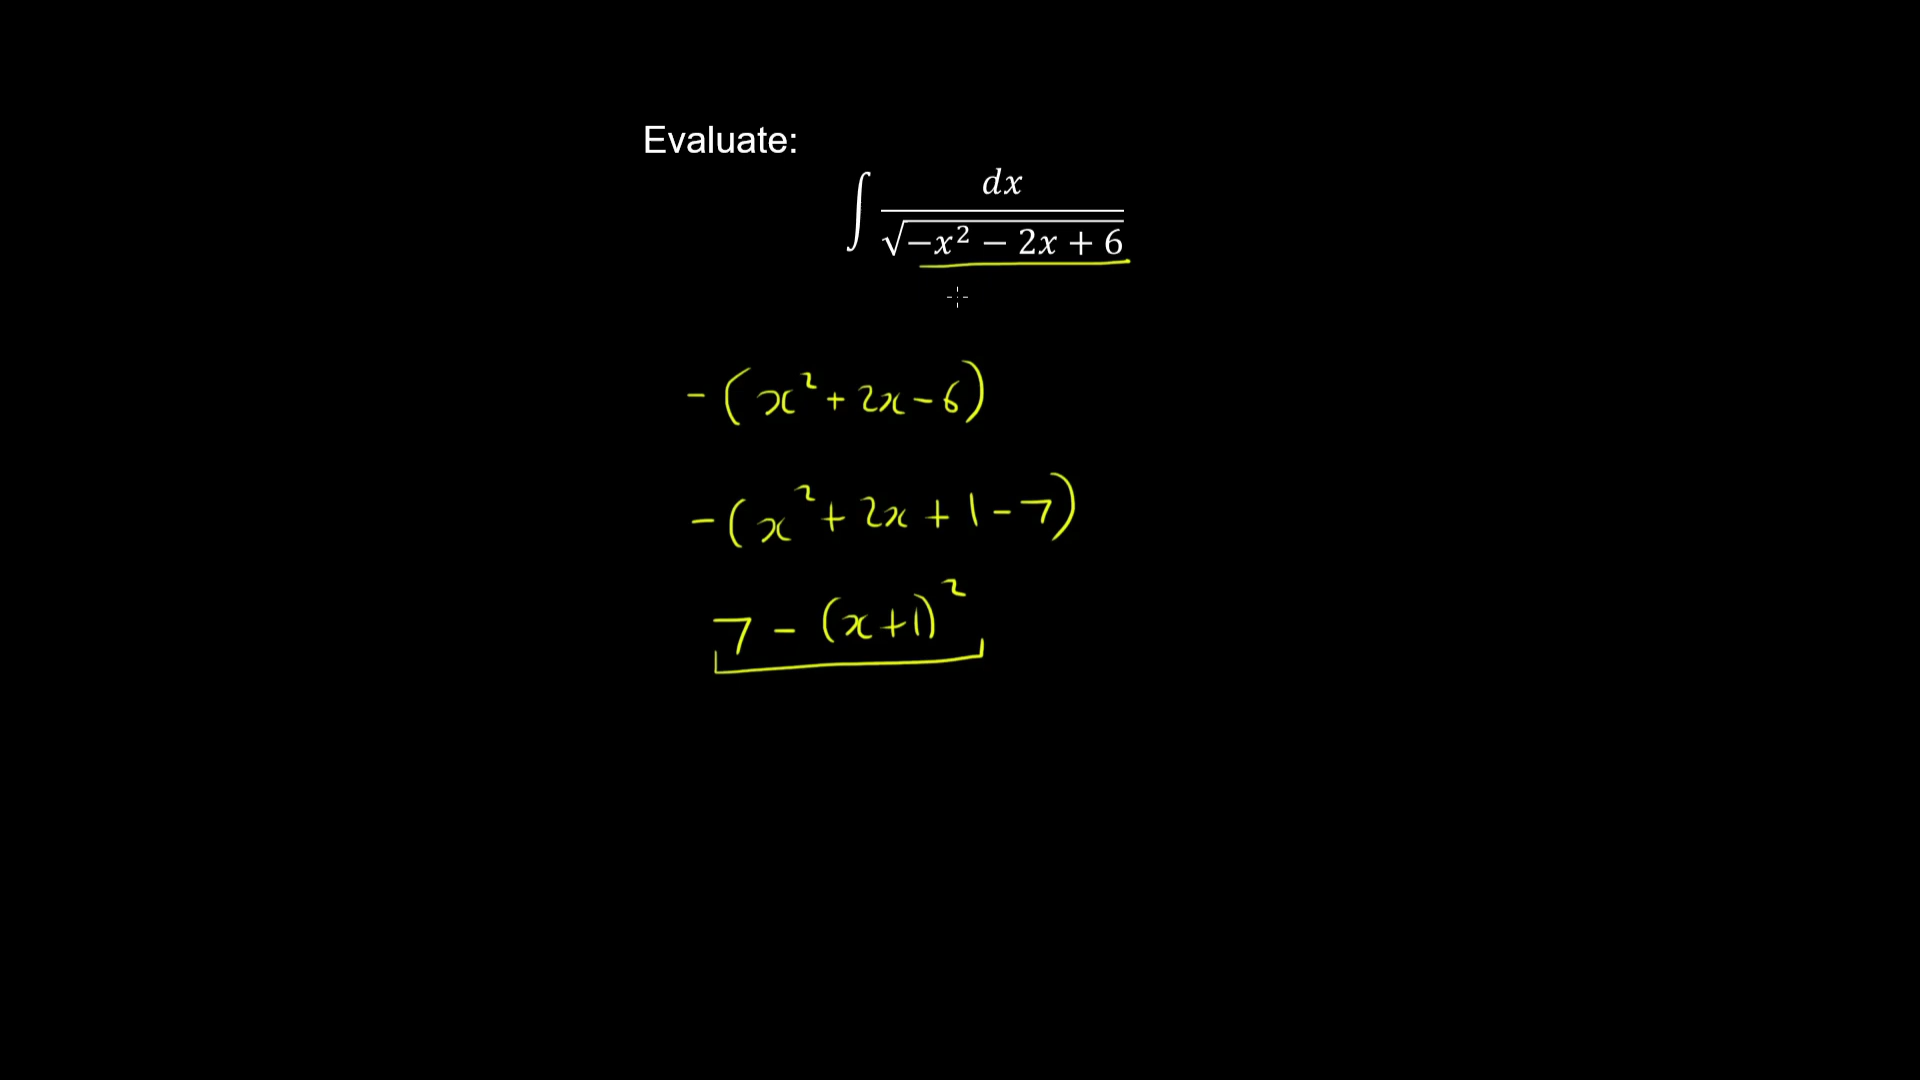 Evaluate:
∫ dx / √(−x² − 2x + 6)
- (x² + 2x - 6)
- (x² + 2x + 1 - 7)
7 - (x+1)²